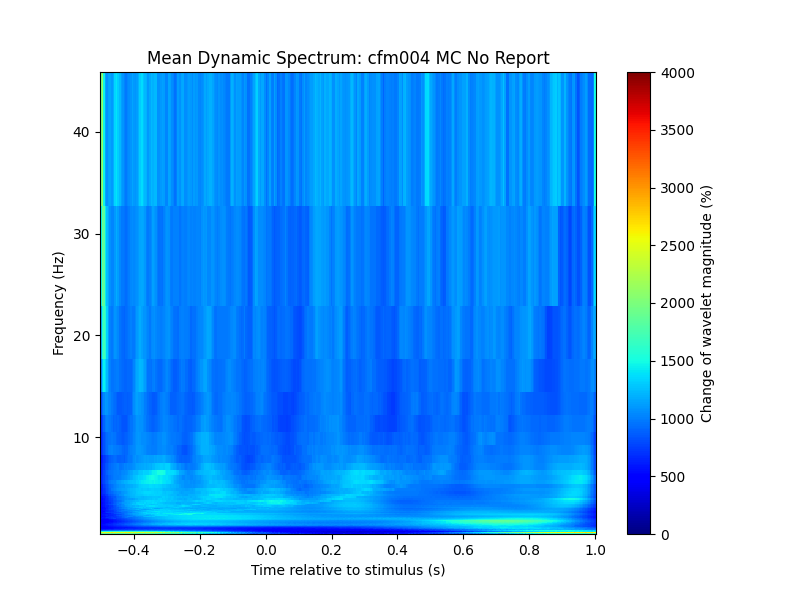 Mean Dynamic Spectrum: cfm004 MC No Report
Frequency (Hz)
40
30
20
10
−0.4 −0.2 0.0 0.2 0.4 0.6 0.8 1.0
Time relative to stimulus (s)
4000
3500
3000
2500
2000
1500
1000
500
0
Change of wavelet magnitude (%)